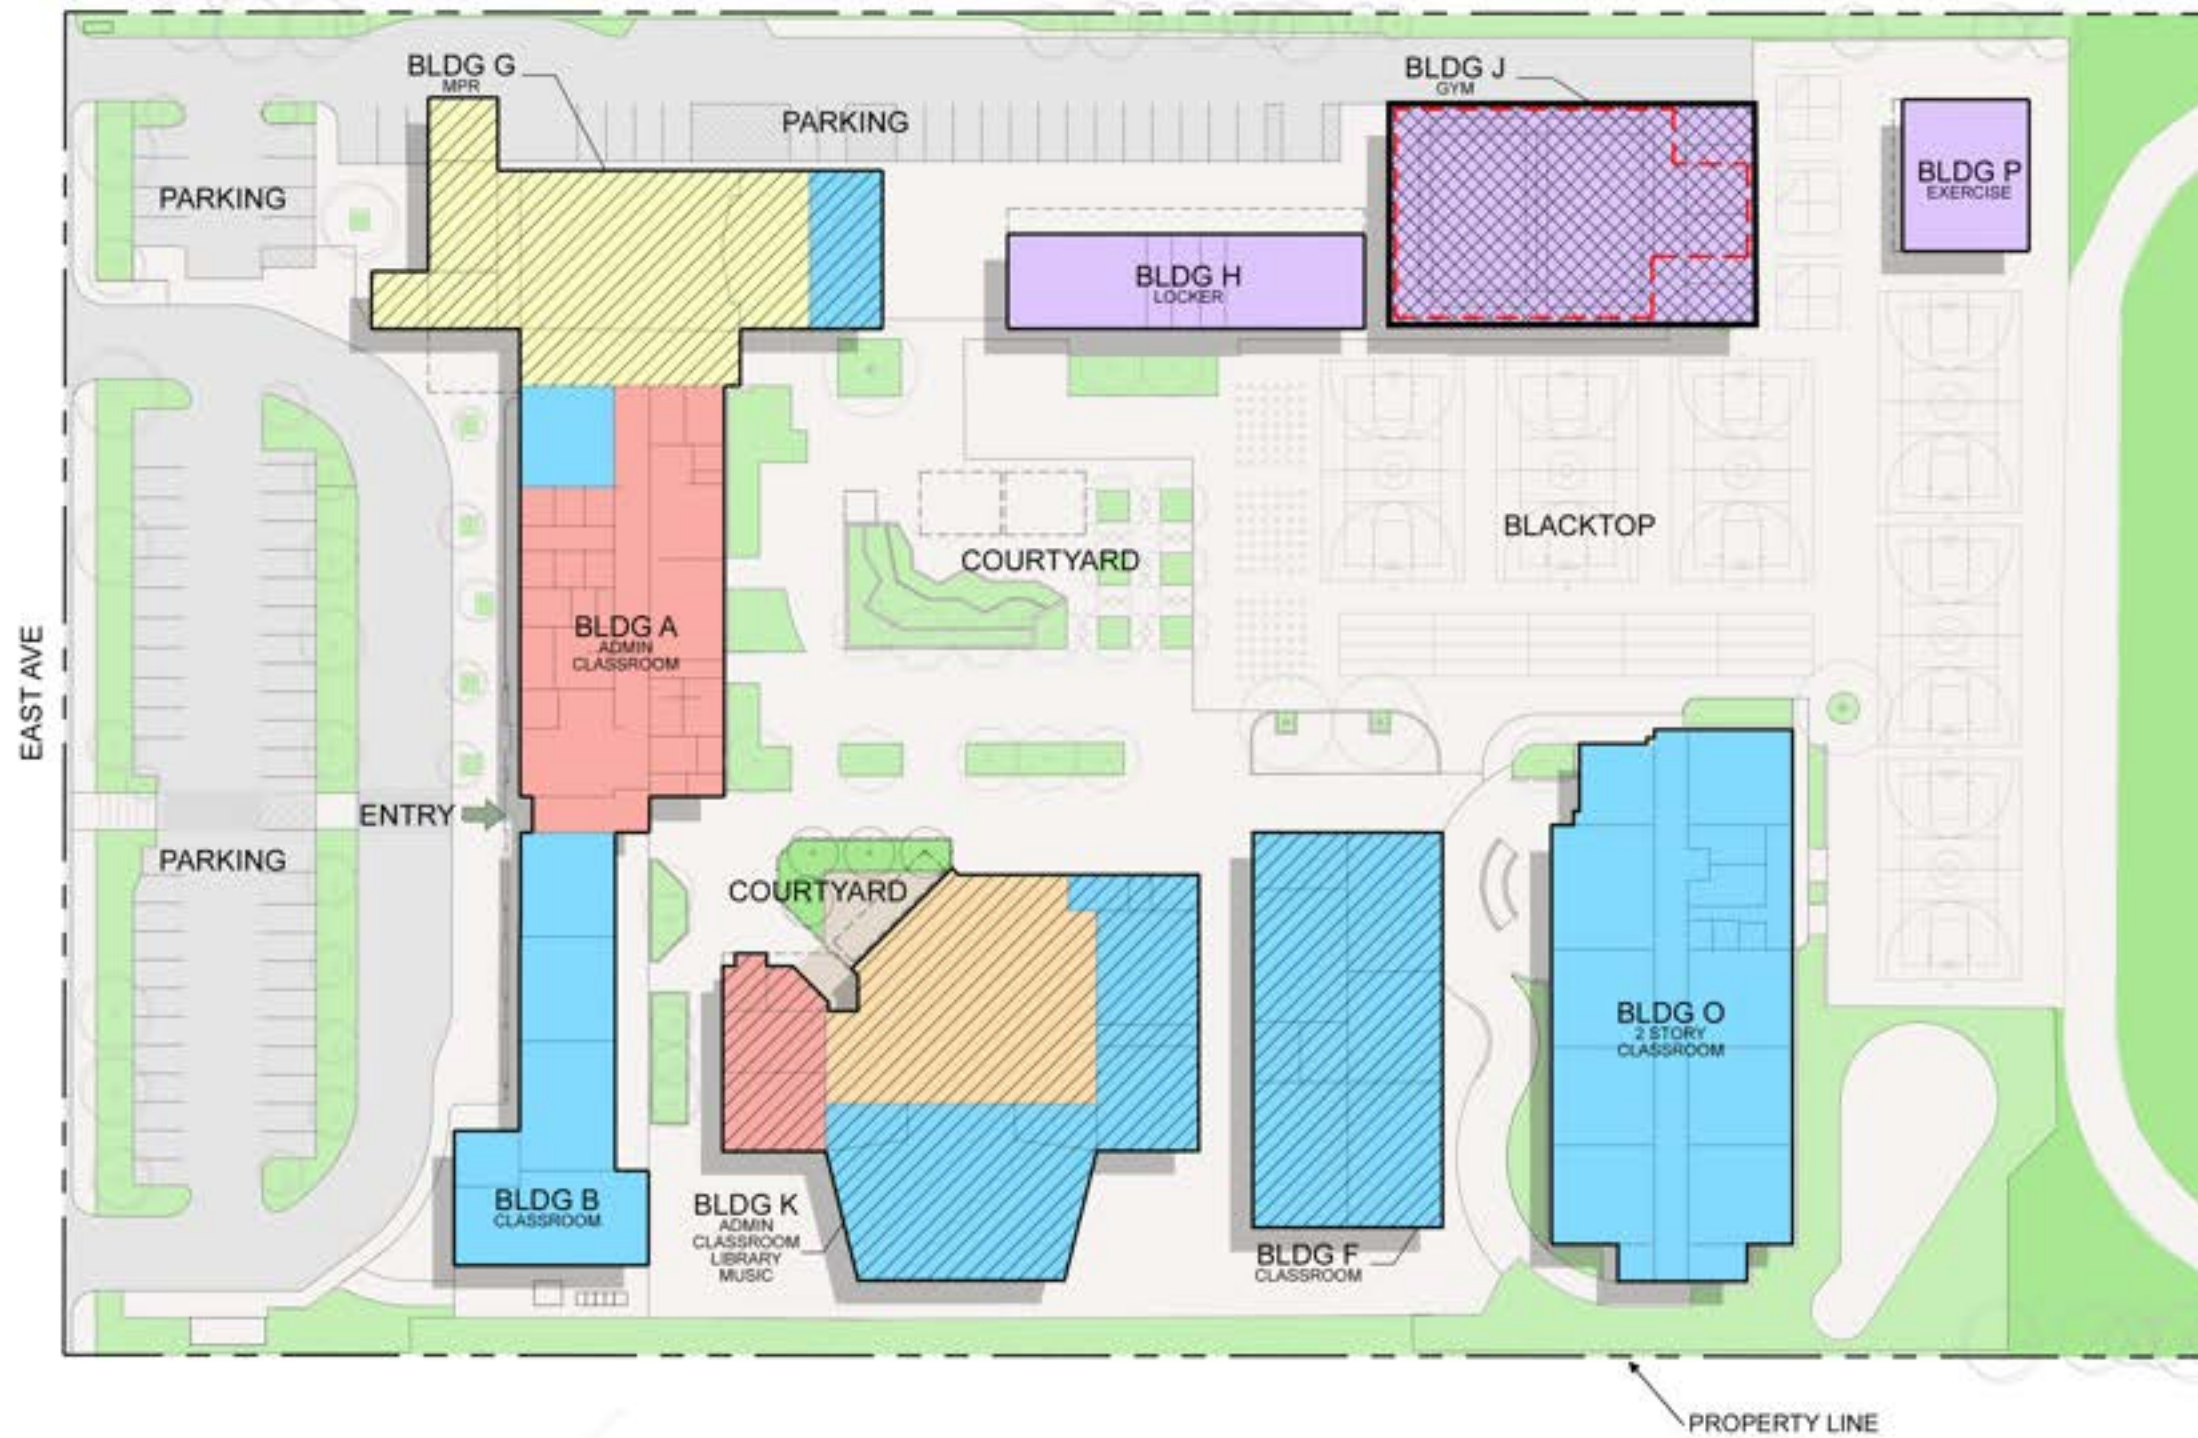 BLDG G
MPR
PARKING
BLDG J
GYM
BLDG P
EXERCISE
PARKING
BLDG H
LOCKER
BLACKTOP
COURTYARD
BLDG A
ADMIN
CLASSROOM
EAST AVE
ENTRY
PARKING
COURTYARD
BLDG O
2 STORY
CLASSROOM
BLDG B
CLASSROOM
BLDG K
ADMIN
CLASSROOM
LIBRARY
MUSIC
BLDG F
CLASSROOM
PROPERTY LINE